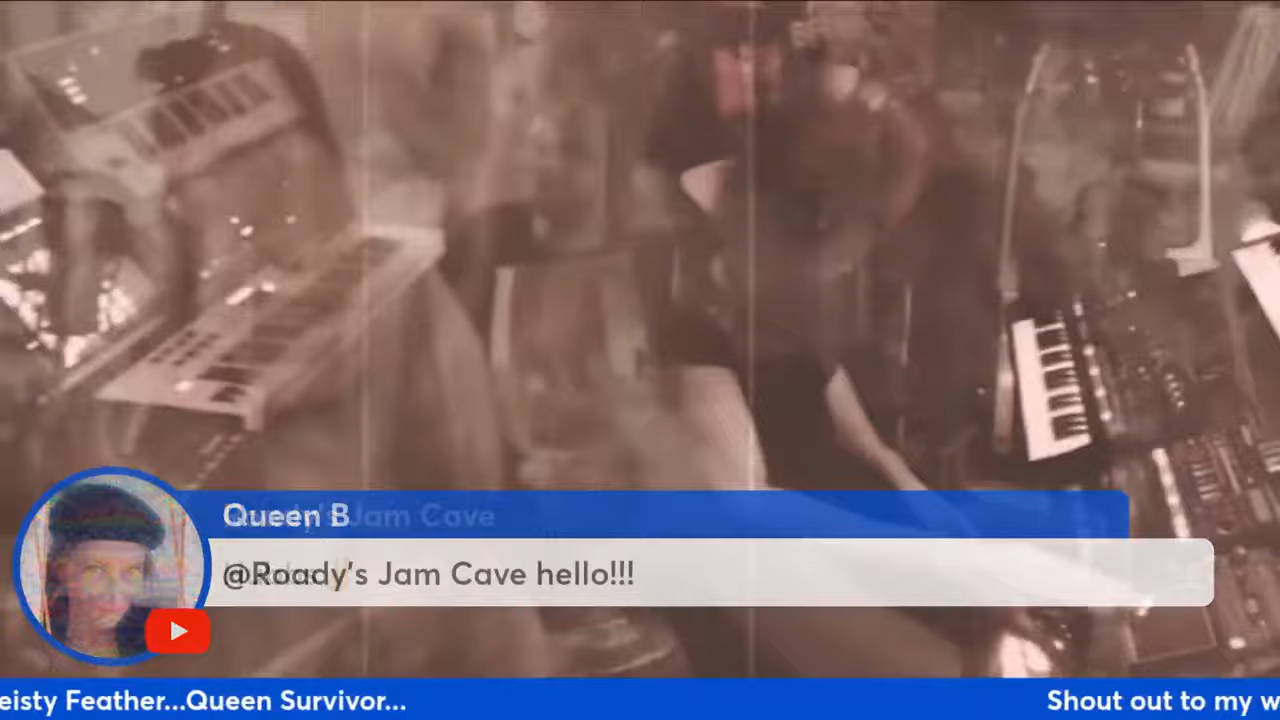 Queen B
@Roady's Jam Cave hello!!!
eisty Feather...Queen Survivor...
Shout out to my w